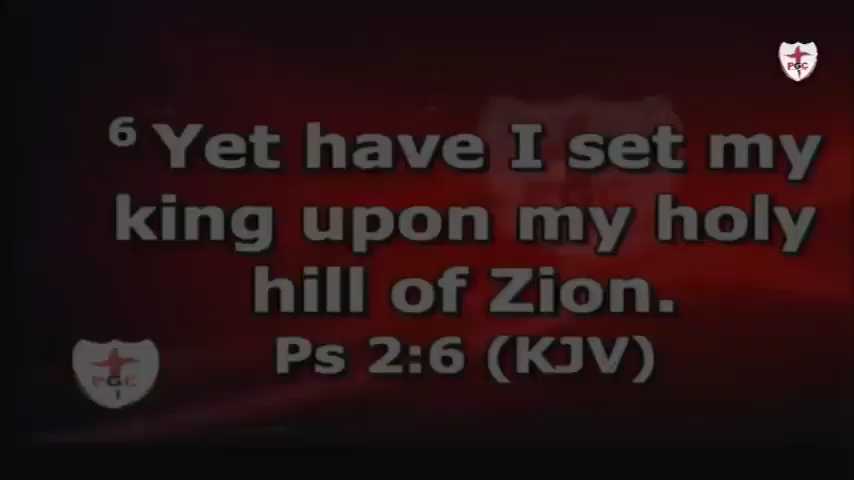 PGC
6 Yet have I set my
king upon my holy
hill of Zion.
Ps 2:6 (KJV)
PGC